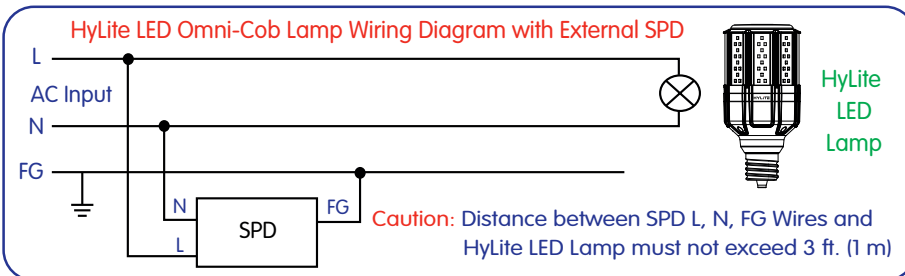 HyLite LED Omni-Cob Lamp Wiring Diagram with External SPD
L
AC Input
N
FG
HYLITE
HyLite
LED
Lamp
N
FG
SPD
L
Caution: Distance between SPD L, N, FG Wires and
HyLite LED Lamp must not exceed 3 ft. (1 m)